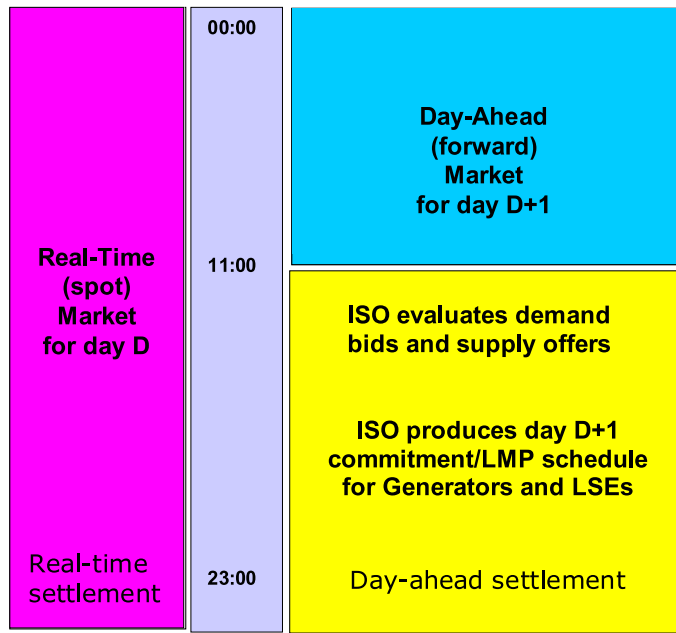 Real-Time
(spot)
Market
for day D
Real-time
settlement
00:00
11:00
23:00
Day-Ahead
(forward)
Market
for day D+1
ISO evaluates demand
bids and supply offers
ISO produces day D+1
commitment/LMP schedule
for Generators and LSEs
Day-ahead settlement